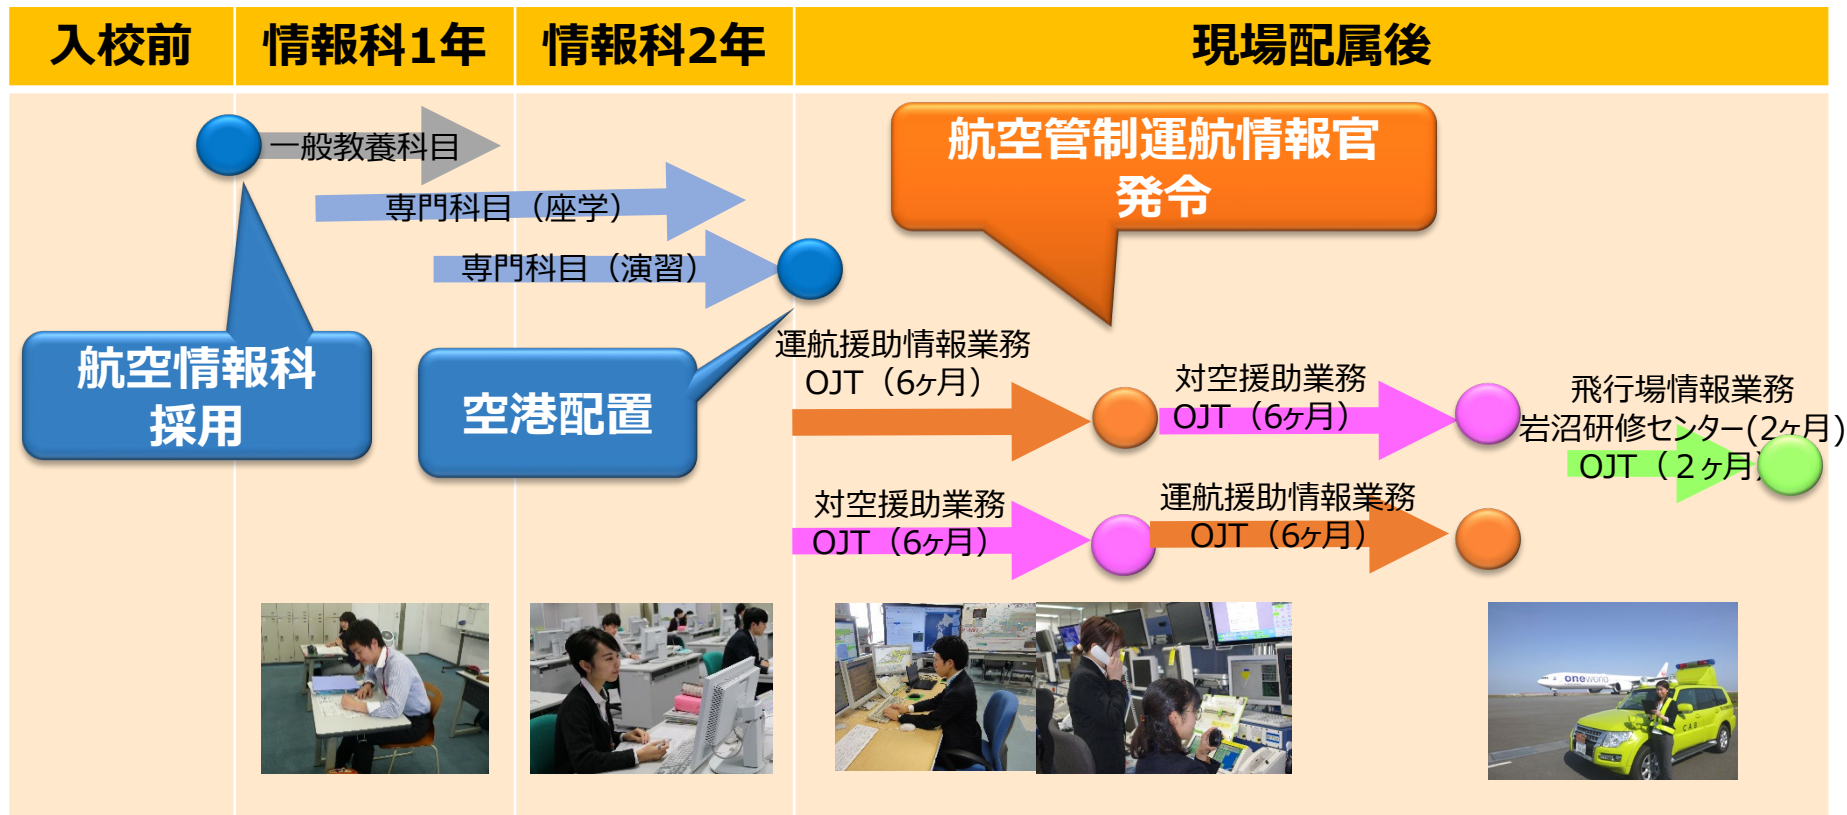 入校前
情報科1年
情報科2年
現場配属後
一般教養科目
専門科目（座学）
専門科目（演習）
航空管制運航情報官
発令
航空情報科
採用
空港配置
運航援助情報業務
OJT（6ヶ月）
対空援助業務
OJT（6ヶ月）
飛行場情報業務
岩沼研修センター(2ヶ月)
OJT（２ヶ月）
対空援助業務
OJT（6ヶ月）
運航援助情報業務
OJT（6ヶ月）
oneworld
CAB